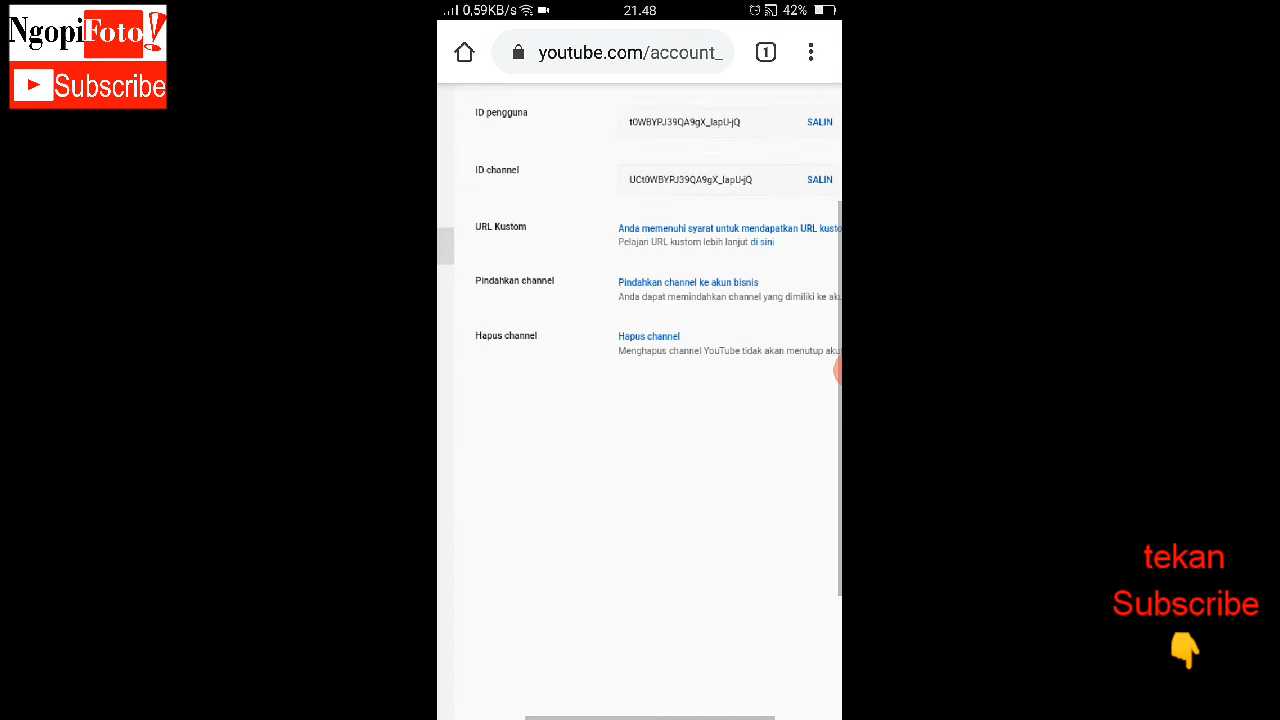 NgopiFoto!
Subscribe
0,59KB/s
21.48
42%
youtube.com/account_
1
ID pengguna
t0WBYPJ39QA9gX_IapU-jQ
SALIN
ID channel
UCt0WBYPJ39QA9gX_IapU-jQ
SALIN
URL Kustom
Anda memenuhi syarat untuk mendapatkan URL kusto
Pelajari URL kustom lebih lanjut di sini
Pindahkan channel
Pindahkan channel ke akun bisnis
Anda dapat memindahkan channel yang dimiliki ke aku
Hapus channel
Hapus channel
Menghapus channel YouTube tidak akan menutup aku
tekan
Subscribe